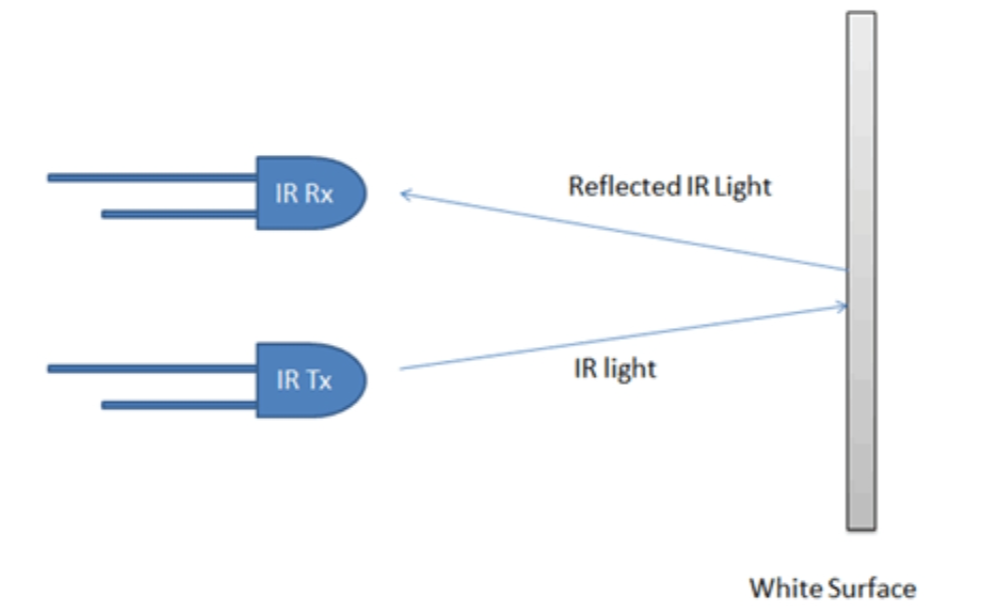 IR Rx
Reflected IR Light
IR Tx
IR light
White Surface